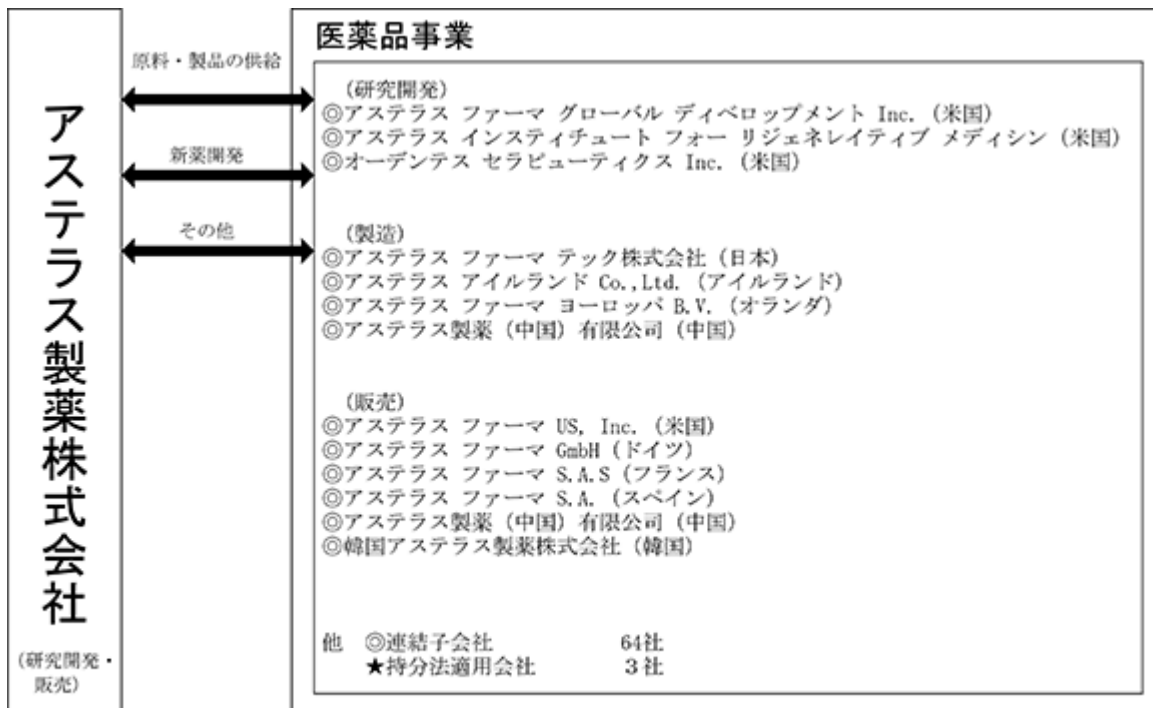 アステラス製薬株式会社
(研究開発・
販売)
原料・製品の供給
新薬開発
その他
医薬品事業
(研究開発)
◎アステラス ファーマ グローバル ディベロップメント Inc. (米国)
◎アステラス インスティチュート フォー リジェネレイティブ メディシン (米国)
◎オーデンテス セラピューティクス Inc. (米国)
(製造)
◎アステラス ファーマ テック株式会社 (日本)
◎アステラス アイルランド Co.,Ltd. (アイルランド)
◎アステラス ファーマ ヨーロッパ B.V. (オランダ)
◎アステラス製薬 (中国) 有限公司 (中国)
(販売)
◎アステラス ファーマ US, Inc. (米国)
◎アステラス ファーマ GmbH (ドイツ)
◎アステラス ファーマ S.A.S (フランス)
◎アステラス ファーマ S.A. (スペイン)
◎アステラス製薬 (中国) 有限公司 (中国)
◎韓国アステラス製薬株式会社 (韓国)
他 ◎連結子会社 64社
★持分法適用会社 3社